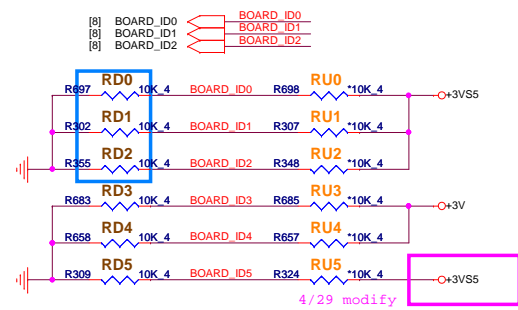 [8] BOARD_ID0 BOARD_ID0
[8] BOARD_ID1 BOARD_ID1
[8] BOARD_ID2 BOARD_ID2
RD0 RU0
R697 10K_4 BOARD_ID0 R698 *10K_4 +3VS5
RD1 RU1
R302 10K_4 BOARD_ID1 R307 *10K_4
RD2 RU2
R355 10K_4 BOARD_ID2 R348 *10K_4
RD3 RU3
R683 10K_4 BOARD_ID3 R685 *10K_4 +3V
RD4 RU4
R658 10K_4 BOARD_ID4 R657 *10K_4
RD5 RU5
R309 10K_4 BOARD_ID5 R324 *10K_4 +3VS5
4/29 modify